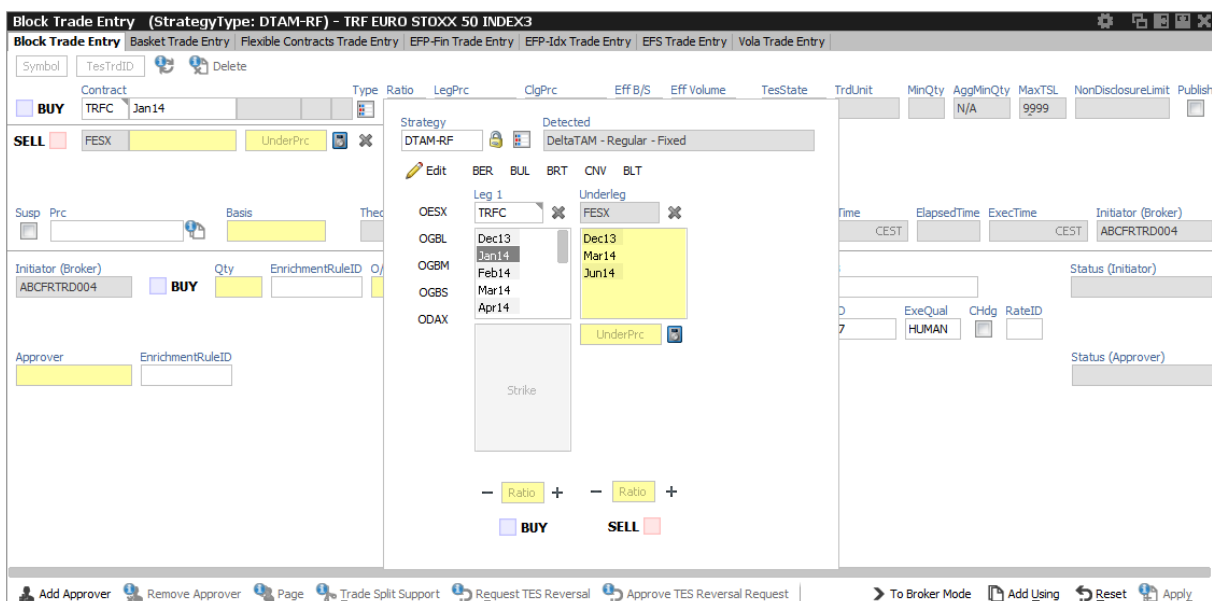 Block Trade Entry (StrategyType: DTAM-RF) - TRF EURO STOXX 50 INDEX3
Block Trade Entry Basket Trade Entry Flexible Contracts Trade Entry EFP-Fin Trade Entry EFP-Idx Trade Entry EFS Trade Entry Vola Trade Entry
Symbol TesTrdID Delete
Contract Type Ratio LegPrc ClgPrc Eff B/S Eff Volume TesState TrdUnit MinQty AggMinQty MaxTSL NonDisclosureLimit Publish
BUY TRFC Jan14 N/A 9999
Strategy Detected
SELL FESX UnderPrc DTAM-RF DeltaTAM - Regular - Fixed
Edit BER BUL BRT CNV BLT
Leg 1 Underleg
Susp Prc Basis OESX TRFC FESX Time ElapsedTime ExecTime Initiator (Broker)
CEST CEST ABCFRTRD004
OGBL Dec13 Dec13
Jan14 Mar14
Initiator (Broker) Qty EnrichmentRuleID O/ OGBM Feb14 Jun14 Status (Initiator)
ABCFRTRD004 BUY OGBS Mar14
Apr14 ExeQual CHdg RateID
ODAX UnderPrc 7 HUMAN
Approver EnrichmentRuleID Status (Approver)
Strike
Ratio Ratio
BUY SELL
Add Approver Remove Approver Page Trade Split Support Request TES Reversal Approve TES Reversal Request To Broker Mode Add Using Reset Apply